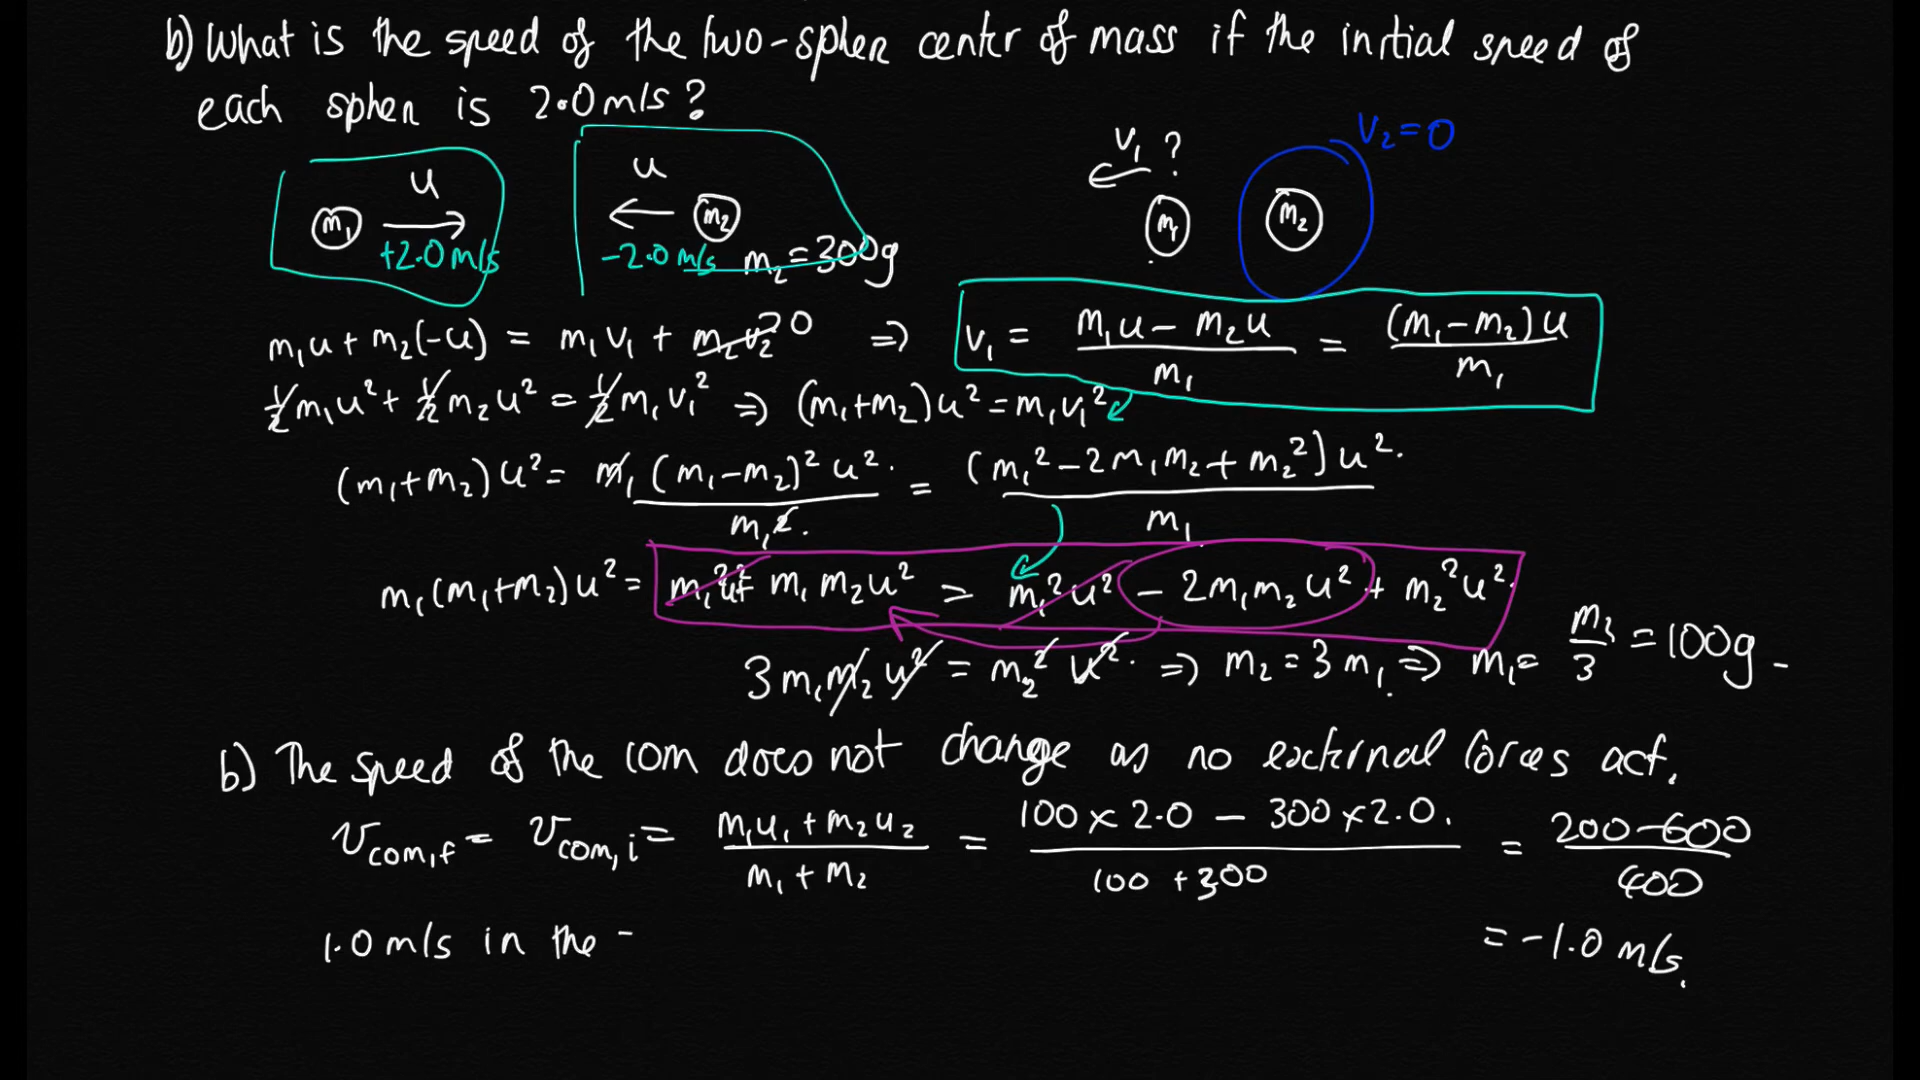 b) What is the speed of the two-spher center of mass if the initial speed of
each spher is 2.0 m/s?
V₁ ? V₂ = 0
u u
m₁ m₂ m₁ m₂
+2.0 m/s -2.0 m/s m₂ = 300g
m₁u + m₂(-u) = m₁v₁ + m₂v₂ 0 ⇒ v₁ = (m₁u - m₂u)/m₁ = (m₁-m₂)u/m₁
½m₁u² + ½m₂u² = ½m₁v₁² ⇒ (m₁+m₂)u² = m₁v₁²
(m₁+m₂)u² = m₁(m₁-m₂)²u²/m₁² = (m₁² - 2m₁m₂ + m₂²)u²/m₁
m₁(m₁+m₂)u² = m₁²u² + m₁m₂u² = m₁²u² - 2m₁m₂u² + m₂²u²
3m₁m₂u² = m₂²u² ⇒ m₂ = 3m₁ ⇒ m₁ = m₂/3 = 100g
b) The speed of the com does not change as no external forces act.
v com,f = v com,i = (m₁u₁ + m₂u₂)/(m₁ + m₂) = (100 × 2.0 - 300 × 2.0)/(100 + 300) = (200-600)/400
1.0 m/s in the - = -1.0 m/s.